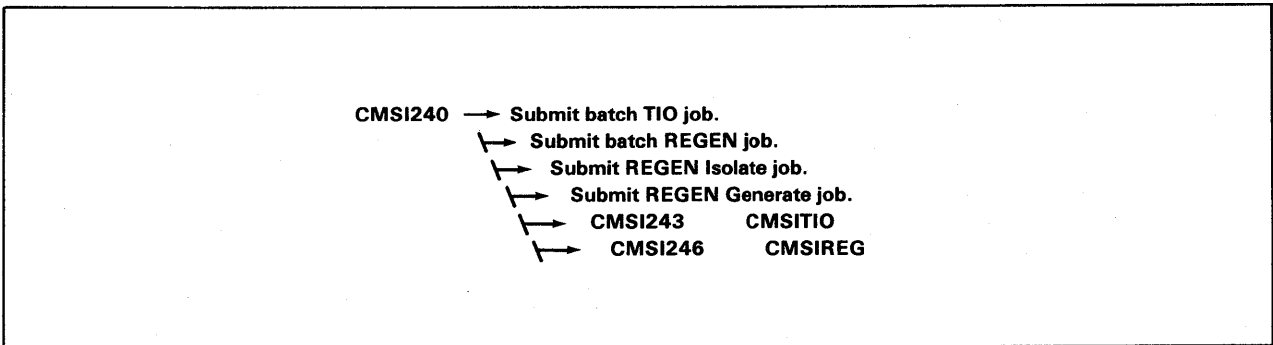 CMSI240 → Submit batch TIO job.
→ Submit batch REGEN job.
→ Submit REGEN Isolate job.
→ Submit REGEN Generate job.
→ CMSI243 CMSITIO
→ CMSI246 CMSIREG